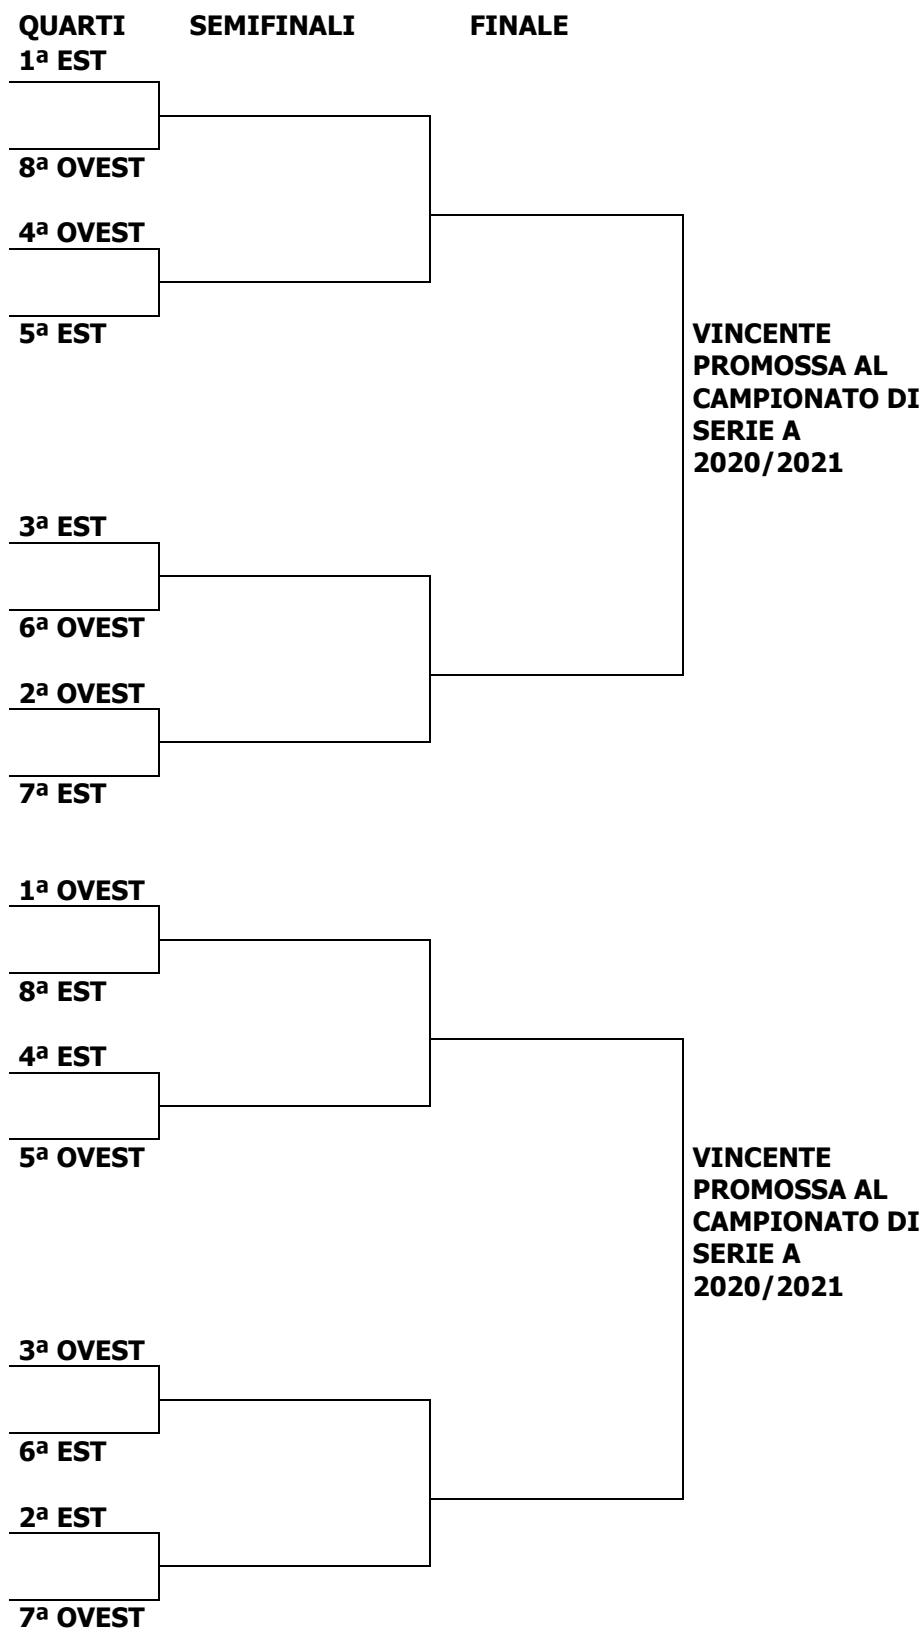 QUARTI SEMIFINALI FINALE
1ª EST
8ª OVEST
4ª OVEST
5ª EST
VINCENTE
PROMOSSA AL
CAMPIONATO DI
SERIE A
2020/2021
3ª EST
6ª OVEST
2ª OVEST
7ª EST
1ª OVEST
8ª EST
4ª EST
5ª OVEST
VINCENTE
PROMOSSA AL
CAMPIONATO DI
SERIE A
2020/2021
3ª OVEST
6ª EST
2ª EST
7ª OVEST